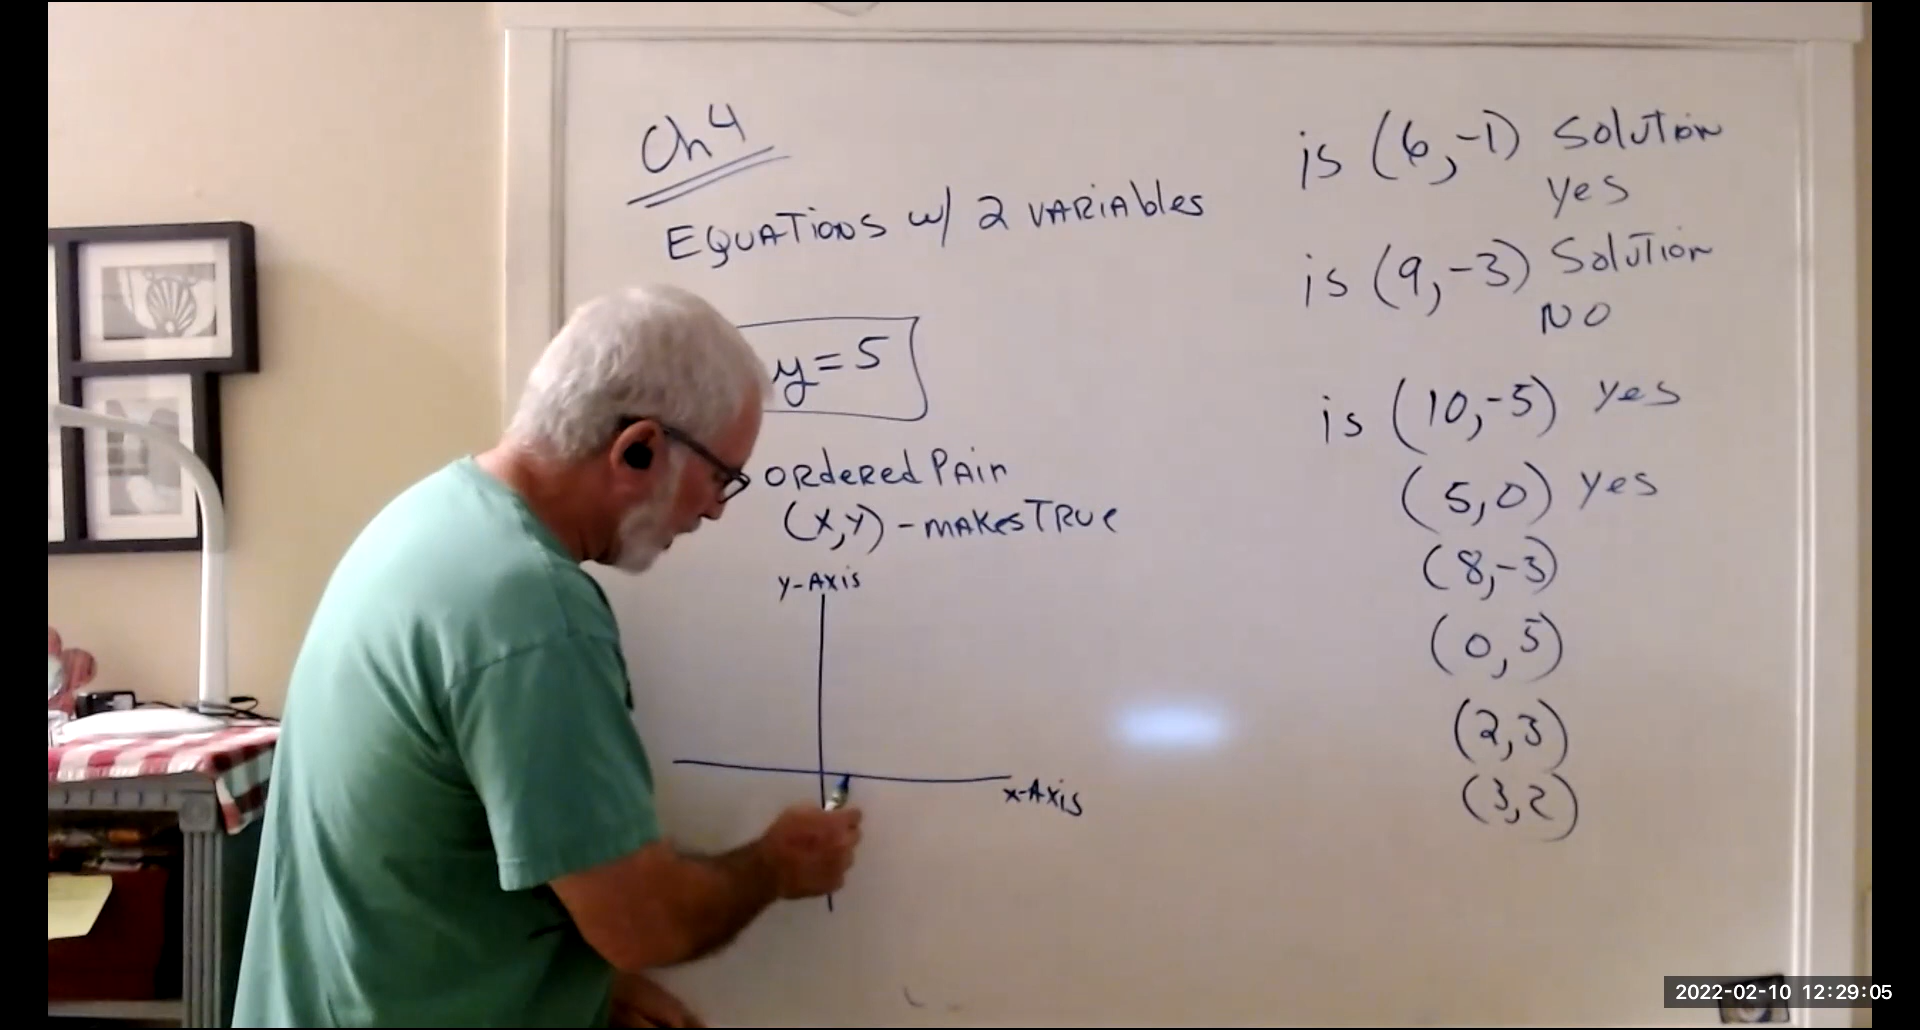 Ch 4
EQUATIONS w/ 2 VARIABLES
y=5
ORdeRed PAir
(x,y) - mAKes TRUe
y-Axis
x-Axis
is (6,-1) Solution
yes
is (9,-3) Solution
NO
is (10,-5) yes
(5,0) yes
(8,-3)
(0,5)
(2,3)
(3,2)
2022-02-10 12:29:05